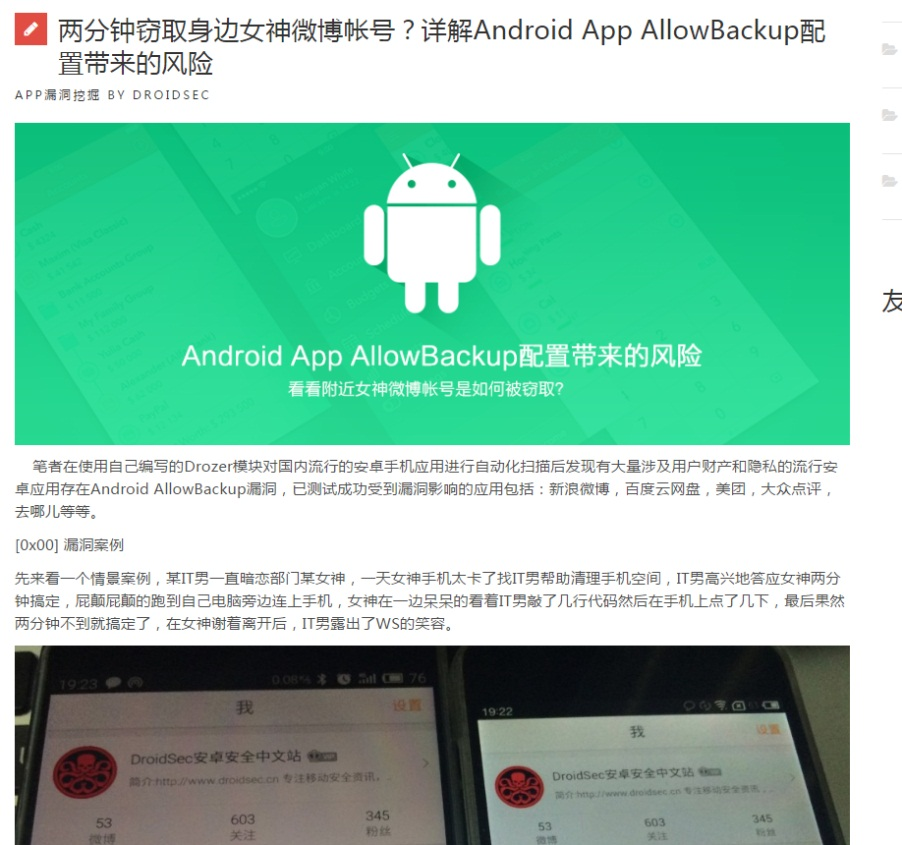 两分钟窃取身边女神微博帐号？详解Android App AllowBackup配
置带来的风险
APP漏洞挖掘 BY DROIDSEC
Android App AllowBackup配置带来的风险
看看附近女神微博帐号是如何被窃取?
笔者在使用自己编写的Drozer模块对国内流行的安卓手机应用进行自动化扫描后发现有大量涉及用户财产和隐私的流行安
卓应用存在Android AllowBackup漏洞，已测试成功受到漏洞影响的应用包括：新浪微博，百度云网盘，美团，大众点评，
去哪儿等等。
[0x00] 漏洞案例
先来看一个情景案例，某IT男一直暗恋部门某女神，一天女神手机太卡了找IT男帮助清理手机空间，IT男高兴地答应女神两分
钟搞定，屁颠屁颠的跑到自己电脑旁边连上手机，女神在一边呆呆的看着IT男敲了几行代码然后在手机上点了几下，最后果然
两分钟不到就搞定了，在女神谢着离开后，IT男露出了WS的笑容。
19:23 0.08% 76
我 设置
DroidSec安卓安全中文站
简介:http://www.droidsec.cn 专注移动安全资讯，..
53 603 345
微博 关注 粉丝
19:22
我 设置
DroidSec安卓安全中文站
简介:http://www.droidsec.cn 专注移动安全资讯，...
53 603 345
微博 关注 粉丝
友